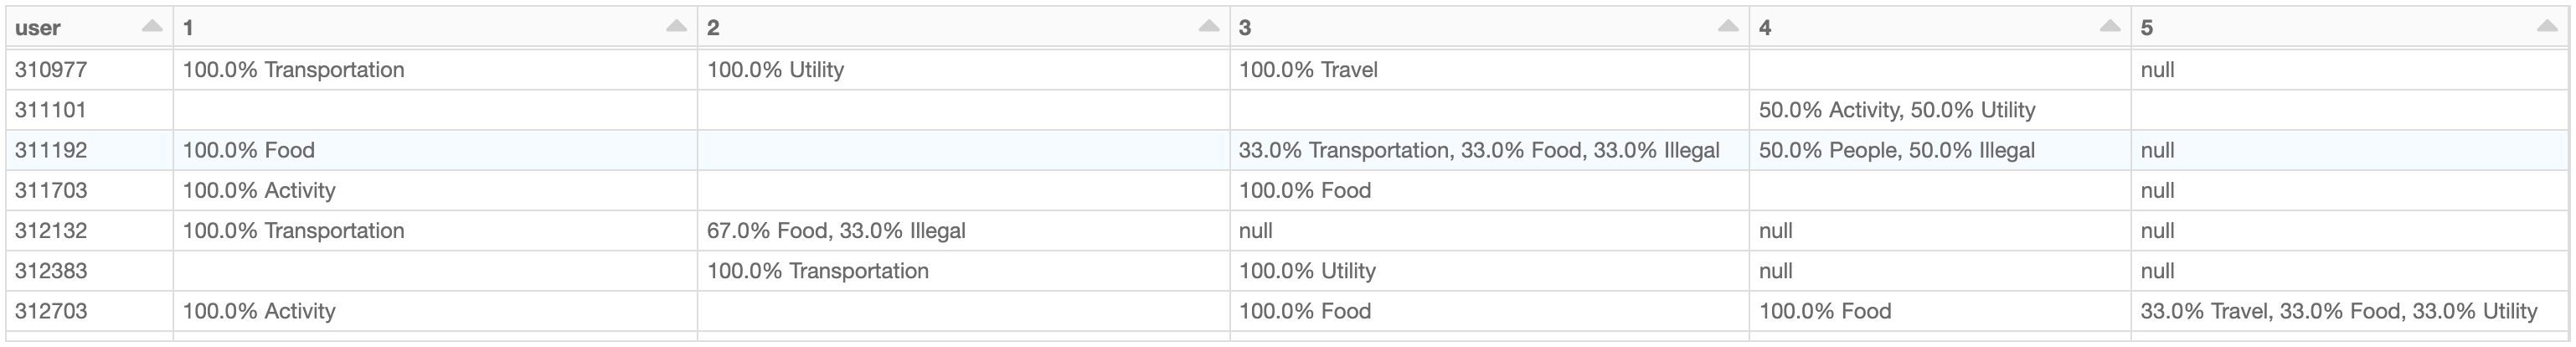 user 1 2 3 4 5
310977 100.0% Transportation 100.0% Utility 100.0% Travel null
311101 50.0% Activity, 50.0% Utility
311192 100.0% Food 33.0% Transportation, 33.0% Food, 33.0% Illegal 50.0% People, 50.0% Illegal null
311703 100.0% Activity 100.0% Food null
312132 100.0% Transportation 67.0% Food, 33.0% Illegal null null null
312383 100.0% Transportation 100.0% Utility null null
312703 100.0% Activity 100.0% Food 100.0% Food 33.0% Travel, 33.0% Food, 33.0% Utility